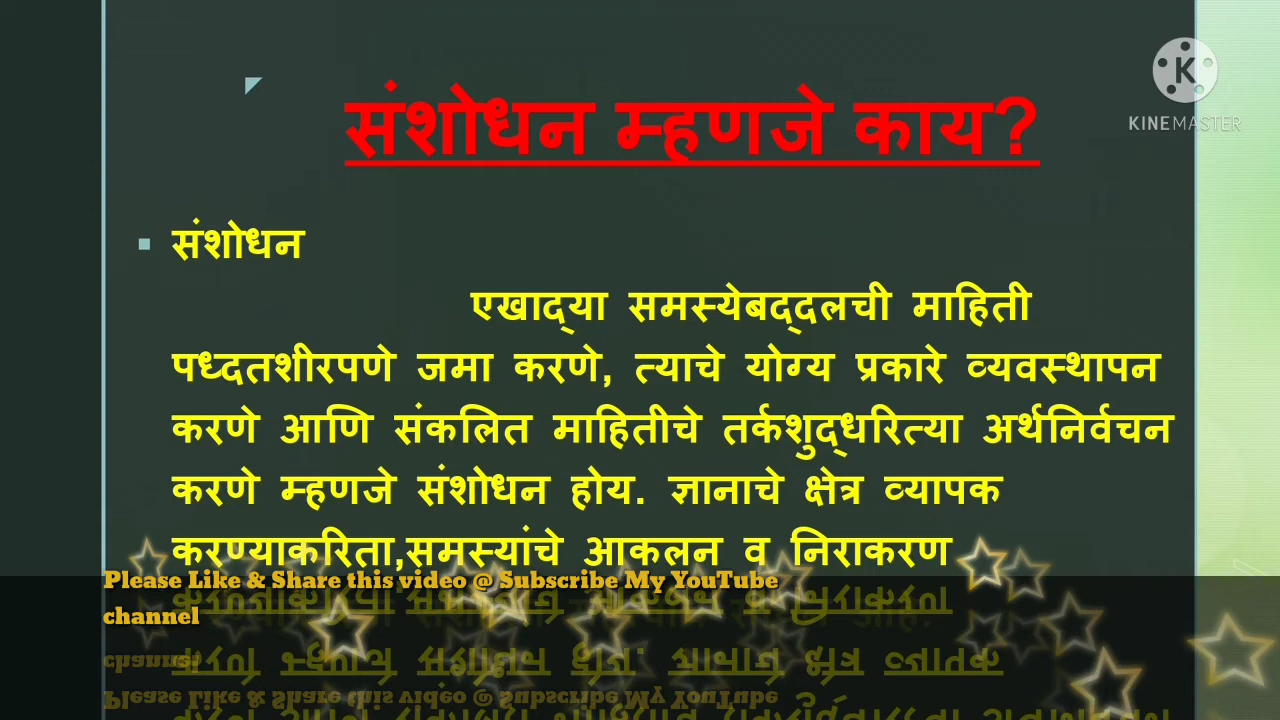 संशोधन म्हणजे काय?
KINEMASTER
संशोधन
एखाद्‌या समस्येबद्‌दलची माहिती
पध्दतशीरपणे जमा करणे, त्याचे योग्य प्रकारे व्यवस्थापन
करणे आणि संकलित माहितीचे तर्कशुद्‌धरित्या अर्थनिर्वचन
करणे म्हणजे संशोधन होय. ज्ञानाचे क्षेत्र व्यापक
करण्याकरिता,समस्यांचे आकलन व निराकरण
Please Like & Share this video @ Subscribe My YouTube
channel